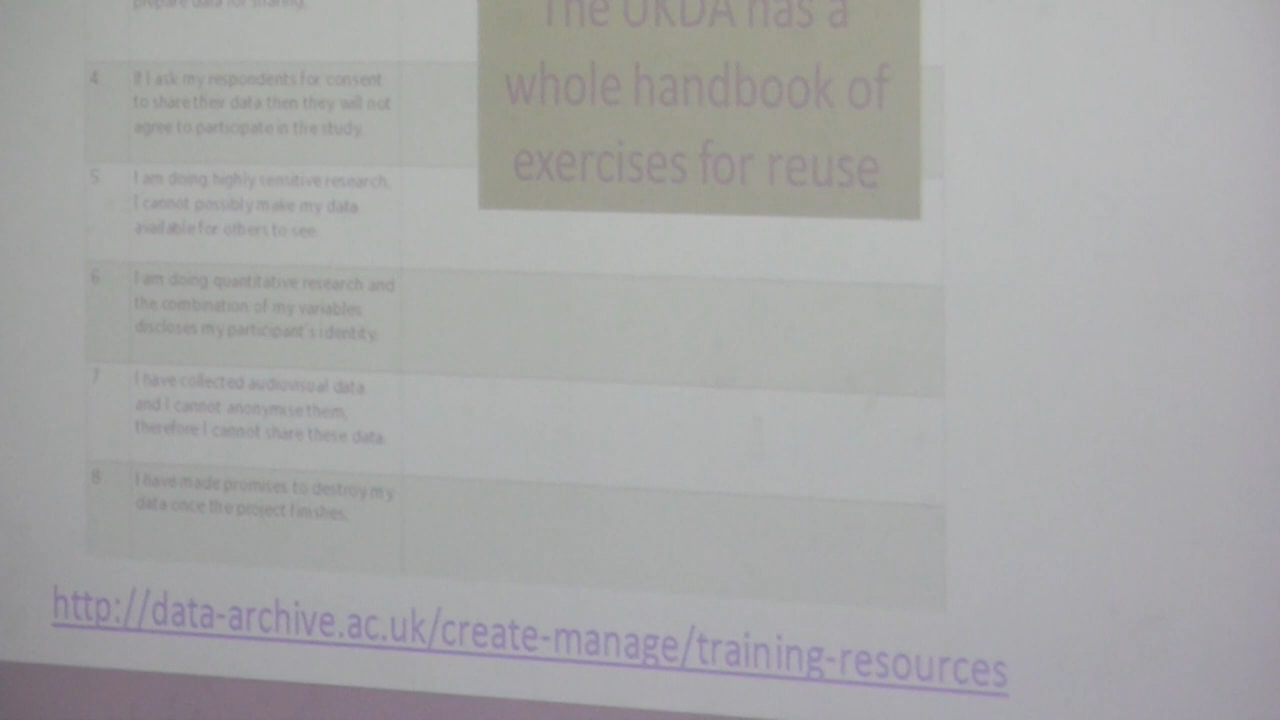 prepare data for sharing.
The UKDA has a
whole handbook of
exercises for reuse
4 If I ask my respondents for consent
to share their data then they will not
agree to participate in the study.
5 I am doing highly sensitive research.
I cannot possibly make my data
available for others to see.
6 I am doing quantitative research and
the combination of my variables
discloses my participant's identity.
7 I have collected audiovisual data
and I cannot anonymise them,
therefore I cannot share these data.
8 I have made promises to destroy my
data once the project finishes.
http://data-archive.ac.uk/create-manage/training-resources